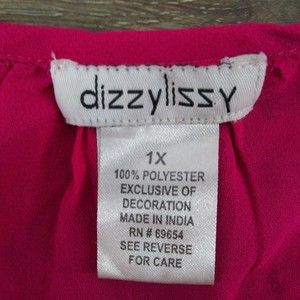 dizzylissy
1X
100% POLYESTER
EXCLUSIVE OF
DECORATION
MADE IN INDIA
RN # 69654
SEE REVERSE
FOR CARE